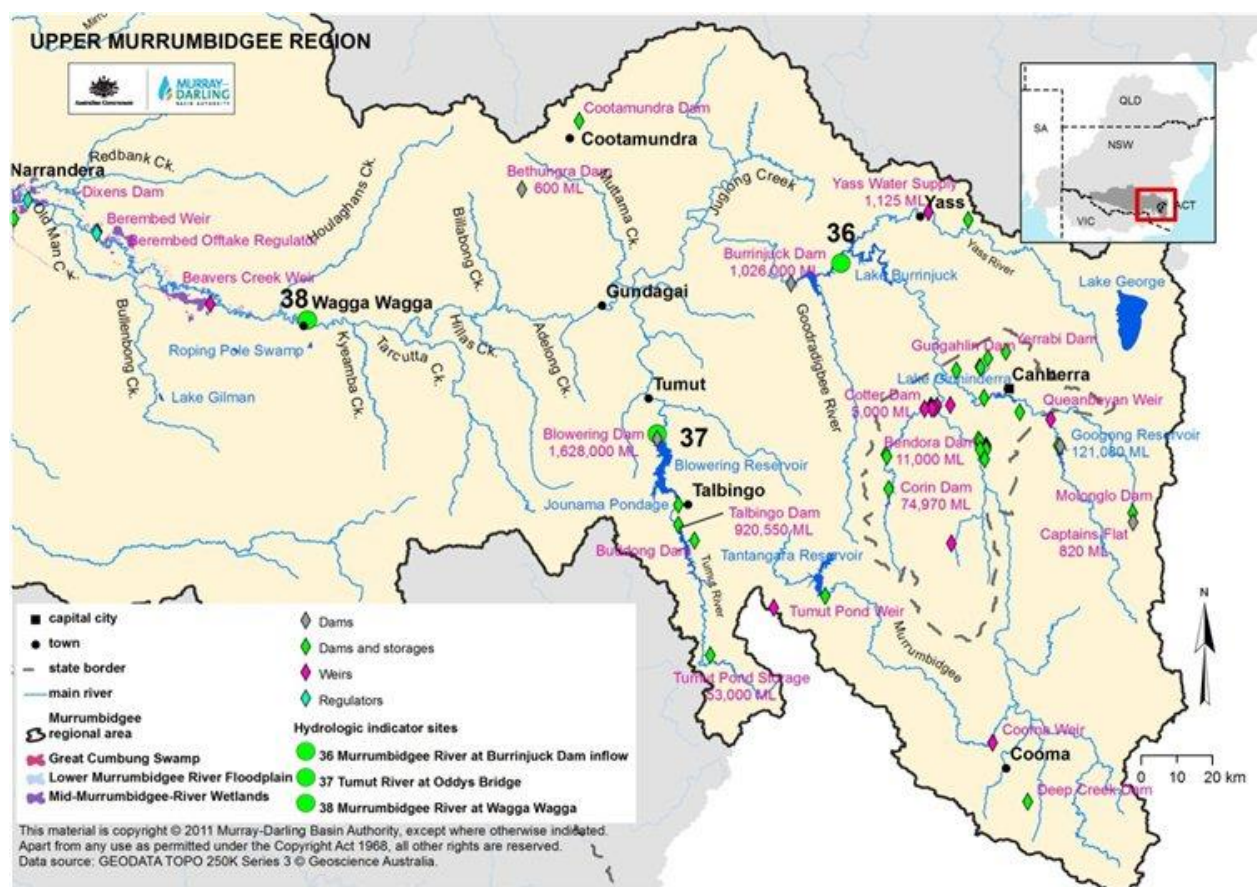 UPPER MURRUMBIDGEE REGION
Australian Government
MURRAY-DARLING
BASIN AUTHORITY
QLD
SA
NSW
ACT
VIC
Cootamundra Dam
Cootamundra
Narrandera
Redbank Ck.
Dixens Dam
Old Man Ck.
Berembed Weir
Berembed Offtake Regulator
Houlaghans Ck.
Bethungra Dam
600 ML
Muttama Ck.
Jugiong Creek
Billabong Ck.
Yass Water Supply
1,125 ML
Yass
Yass River
36
Burrinjuck Dam
1,026,000 ML
Lake Burrinjuck
Lake George
Beavers Creek Weir
38
Wagga Wagga
Gundagai
Bullenbong Ck.
Roping Pole Swamp
Lake Gilman
Kyeamba Ck.
Tarcutta Ck.
Hillas Ck.
Adelong Ck.
Goodradigbee River
Gungahlin Dam
Yerrabi Dam
Lake Ginninderra
Canberra
Tumut
Cotter Dam
5,000 ML
Queanbeyan Weir
Blowering Dam
1,628,000 ML
37
Blowering Reservoir
Bendora Dam
11,000 ML
Googong Reservoir
121,080 ML
Corin Dam
74,970 ML
Jounama Pondage
Talbingo
Talbingo Dam
920,550 ML
Molonglo Dam
Captains Flat
820 ML
Buddong Dam
Tantangara Reservoir
Tumut River
Tumut Pond Weir
Murrumbidgee
Tumut Pond Storage
53,000 ML
Cooma Weir
Cooma
Deep Creek Dam
N
0 10 20 km
capital city
town
state border
main river
Murrumbidgee
regional area
Great Cumbung Swamp
Lower Murrumbidgee River Floodplain
Mid-Murrumbidgee-River Wetlands
Dams
Dams and storages
Weirs
Regulators
Hydrologic indicator sites
36 Murrumbidgee River at Burrinjuck Dam inflow
37 Tumut River at Oddys Bridge
38 Murrumbidgee River at Wagga Wagga
This material is copyright © 2011 Murray-Darling Basin Authority, except where otherwise indicated.
Apart from any use as permitted under the Copyright Act 1968, all other rights are reserved.
Data source: GEODATA TOPO 250K Series 3 © Geoscience Australia.